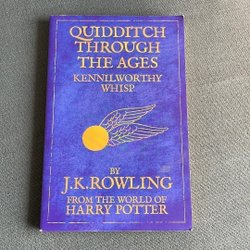 QUIDDITCH
THROUGH
THE AGES
KENNILWORTHY
WHISP
BY
J.K.ROWLING
FROM THE WORLD OF
HARRY POTTER